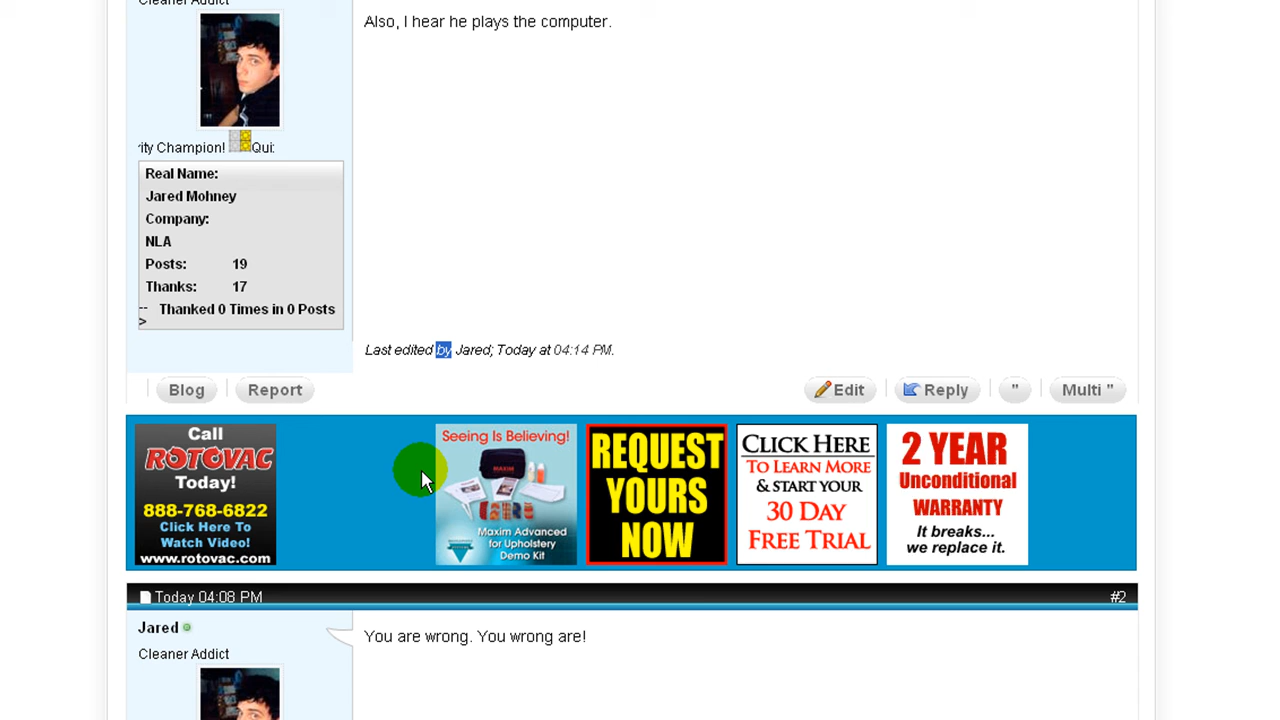 Cleaner Addict
Also, I hear he plays the computer.
ity Champion! Qui:
Real Name:
Jared Mohney
Company:
NLA
Posts: 19
Thanks: 17
-- Thanked 0 Times in 0 Posts
>
Last edited by Jared; Today at 04:14 PM.
Blog Report Edit Reply " Multi "
Call
ROTOVAC
Today!
888-768-6822
Click Here To
Watch Video!
www.rotovac.com
Seeing Is Believing!
MAXIM
Maxim Advanced
for Upholstery
Demo Kit
REQUEST
YOURS
NOW
CLICK HERE
TO LEARN MORE
& START YOUR
30 DAY
FREE TRIAL
2 YEAR
Unconditional
WARRANTY
It breaks...
we replace it.
Today 04:08 PM #2
Jared
Cleaner Addict
You are wrong. You wrong are!